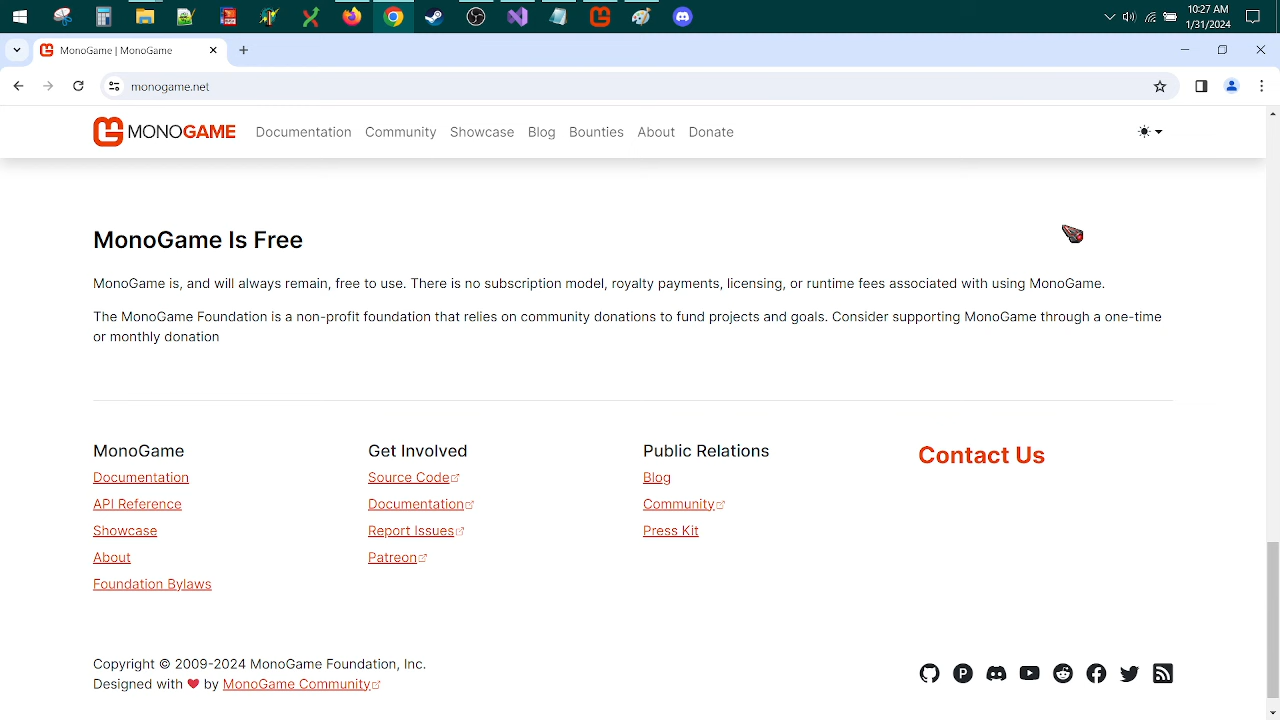 10:27 AM
1/31/2024
MonoGame | MonoGame
monogame.net
MONOGAME Documentation Community Showcase Blog Bounties About Donate
MonoGame Is Free
MonoGame is, and will always remain, free to use. There is no subscription model, royalty payments, licensing, or runtime fees associated with using MonoGame.
The MonoGame Foundation is a non-profit foundation that relies on community donations to fund projects and goals. Consider supporting MonoGame through a one-time
or monthly donation
MonoGame
Documentation
API Reference
Showcase
About
Foundation Bylaws
Get Involved
Source Code
Documentation
Report Issues
Patreon
Public Relations
Blog
Community
Press Kit
Contact Us
Copyright © 2009-2024 MonoGame Foundation, Inc.
Designed with ❤ by MonoGame Community